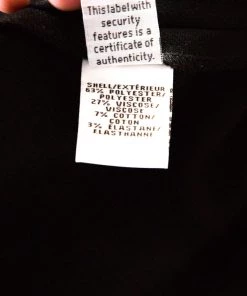 This label with
security
features is a
certificate of
authenticity.
SHELL/EXTÉRIEUR
63% POLYESTER/
POLYESTER
27% VISCOSE/
VISCOSE
7% COTTON/
COTON
3% ELASTANE/
ELASTHANNE